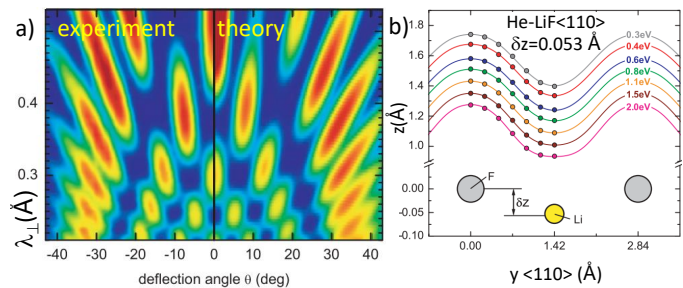 a)
experiment
theory
0.4
0.3
λ⊥(Å)
-40 -30 -20 -10 0 10 20 30 40
deflection angle θ (deg)
b)
He-LiF<110>
δz=0.053 Å
1.8
1.6
1.4
1.2
1.0
z(Å)
0.00
-0.05
-0.10
0.3eV
0.4eV
0.6eV
0.8eV
1.1eV
1.5eV
2.0eV
F
δz
Li
0.00 1.42 2.84
y <110> (Å)